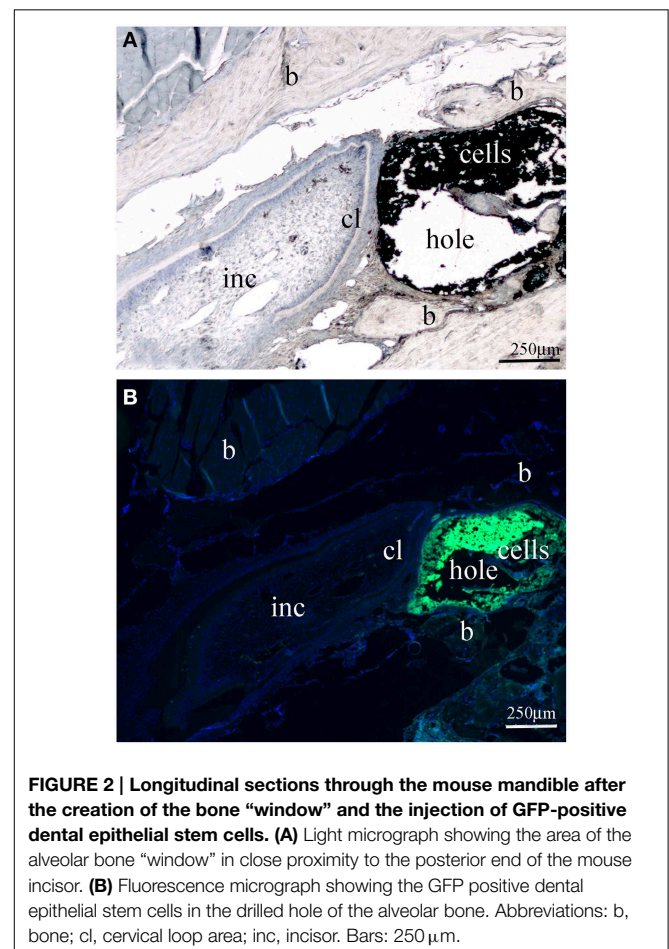 A
b
b
cells
cl
hole
inc
b
250µm
B
b
b
cl
cells
hole
inc
b
250µm
FIGURE 2 | Longitudinal sections through the mouse mandible after
the creation of the bone “window” and the injection of GFP-positive
dental epithelial stem cells. (A) Light micrograph showing the area of the
alveolar bone “window” in close proximity to the posterior end of the mouse
incisor. (B) Fluorescence micrograph showing the GFP positive dental
epithelial stem cells in the drilled hole of the alveolar bone. Abbreviations: b,
bone; cl, cervical loop area; inc, incisor. Bars: 250 µm.